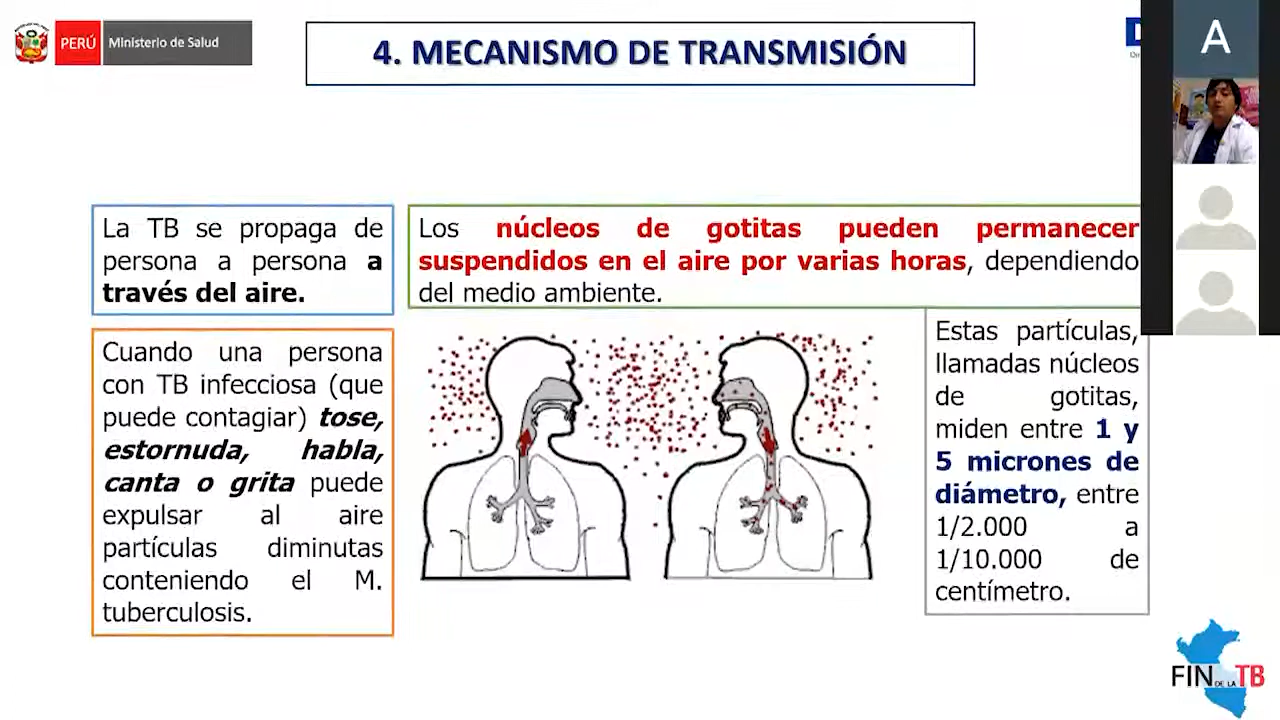 PERÚ Ministerio de Salud
4. MECANISMO DE TRANSMISIÓN
A
La TB se propaga de
persona a persona a
través del aire.
Los núcleos de gotitas pueden permanecer
suspendidos en el aire por varias horas, dependiendo
del medio ambiente.
Cuando una persona
con TB infecciosa (que
puede contagiar) tose,
estornuda, habla,
canta o grita puede
expulsar al aire
partículas diminutas
conteniendo el M.
tuberculosis.
Estas partículas,
llamadas núcleos
de gotitas,
miden entre 1 y
5 micrones de
diámetro, entre
1/2.000 a
1/10.000 de
centímetro.
FIN DE LA TB